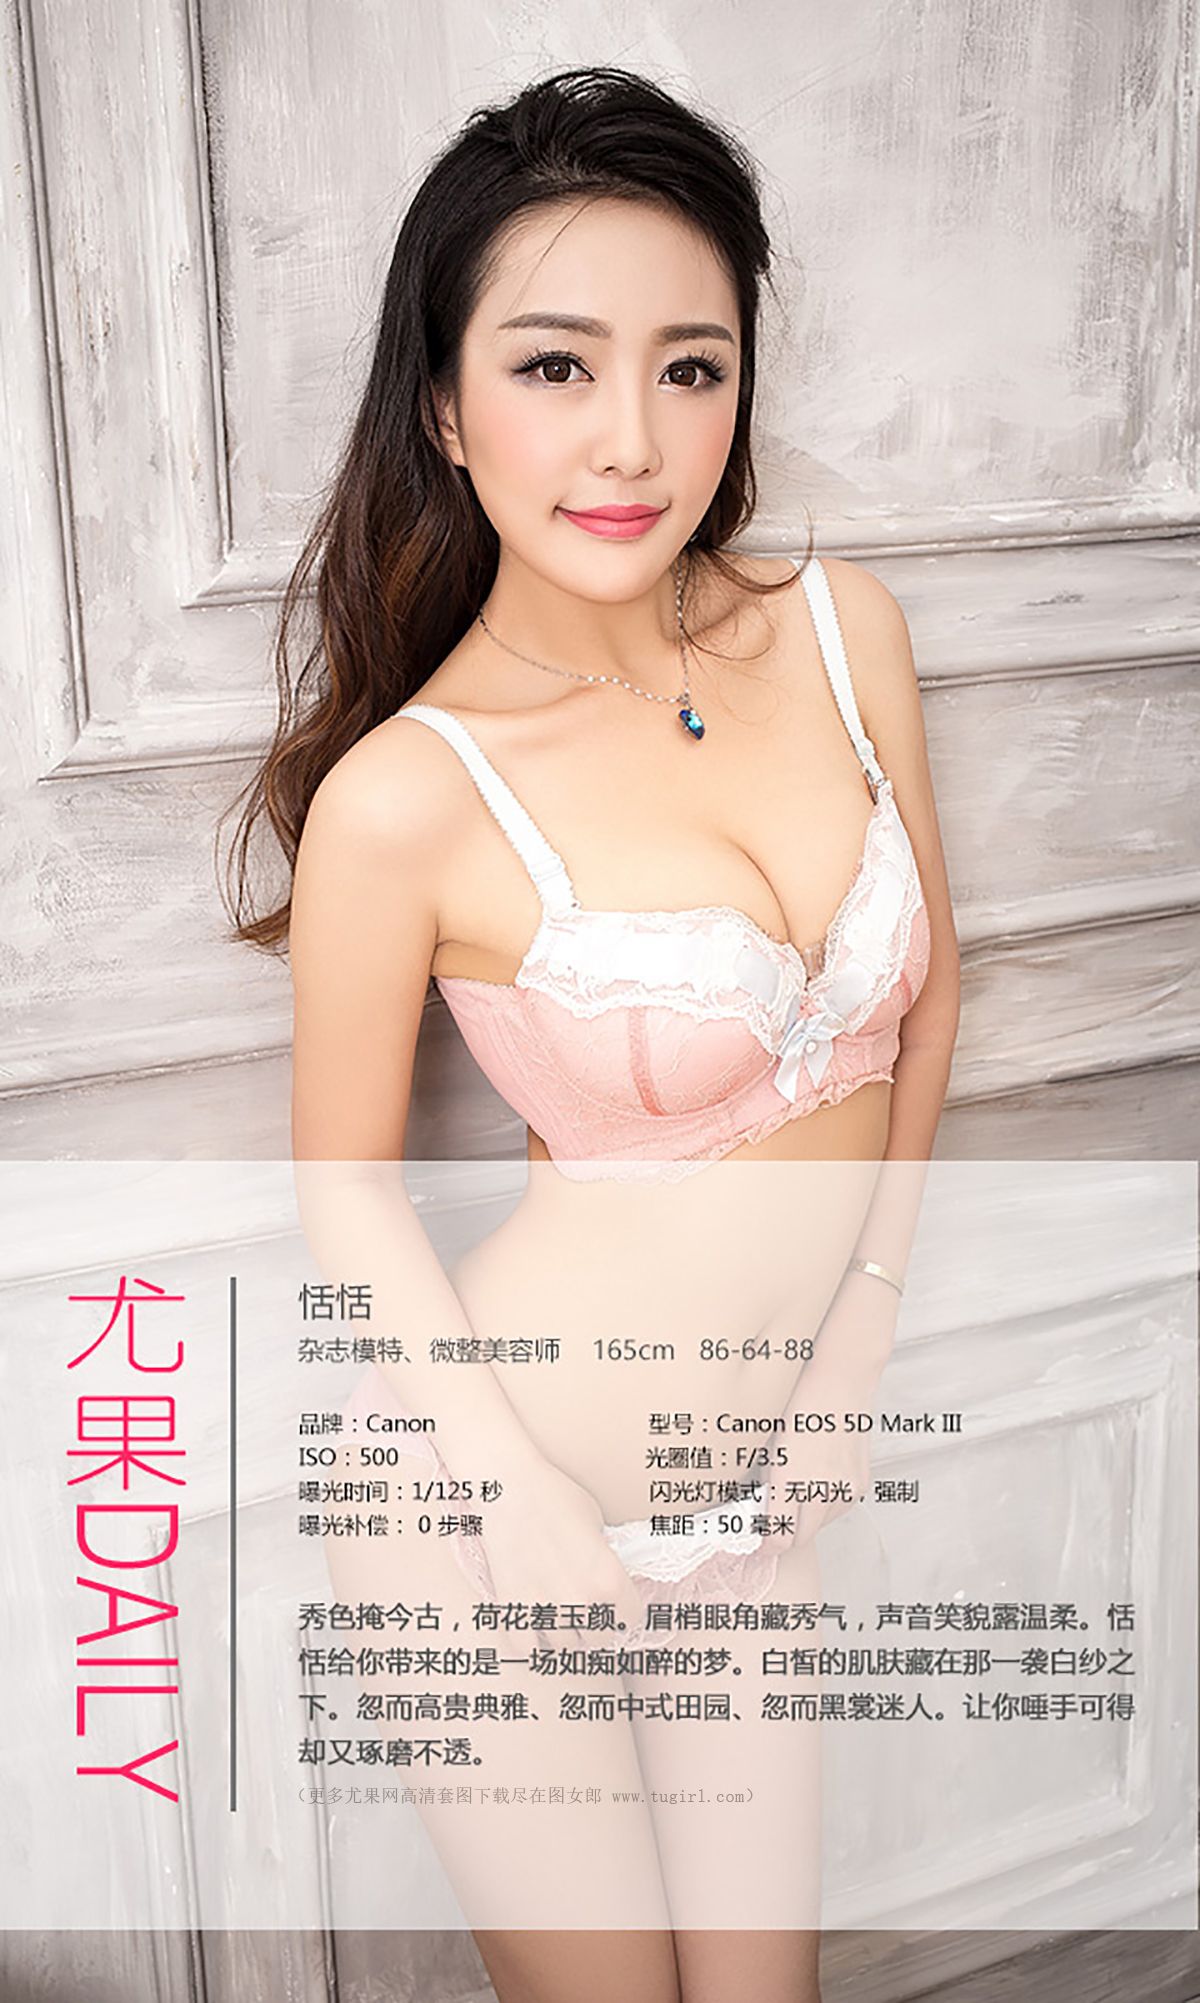 尤果DAILY
恬恬
杂志模特、微整美容师 165cm 86-64-88
品牌：Canon 型号：Canon EOS 5D Mark III
ISO：500 光圈值：F/3.5
曝光时间：1/125 秒 闪光灯模式：无闪光，强制
曝光补偿： 0 步骤 焦距：50 毫米
秀色掩今古，荷花羞玉颜。眉梢眼角藏秀气，声音笑貌露温柔。恬
恬给你带来的是一场如痴如醉的梦。白皙的肌肤藏在那一袭白纱之
下。忽而高贵典雅、忽而中式田园、忽而黑裳迷人。让你唾手可得
却又琢磨不透。
（更多尤果网高清套图下载尽在图女郎 www.tugirl.com）